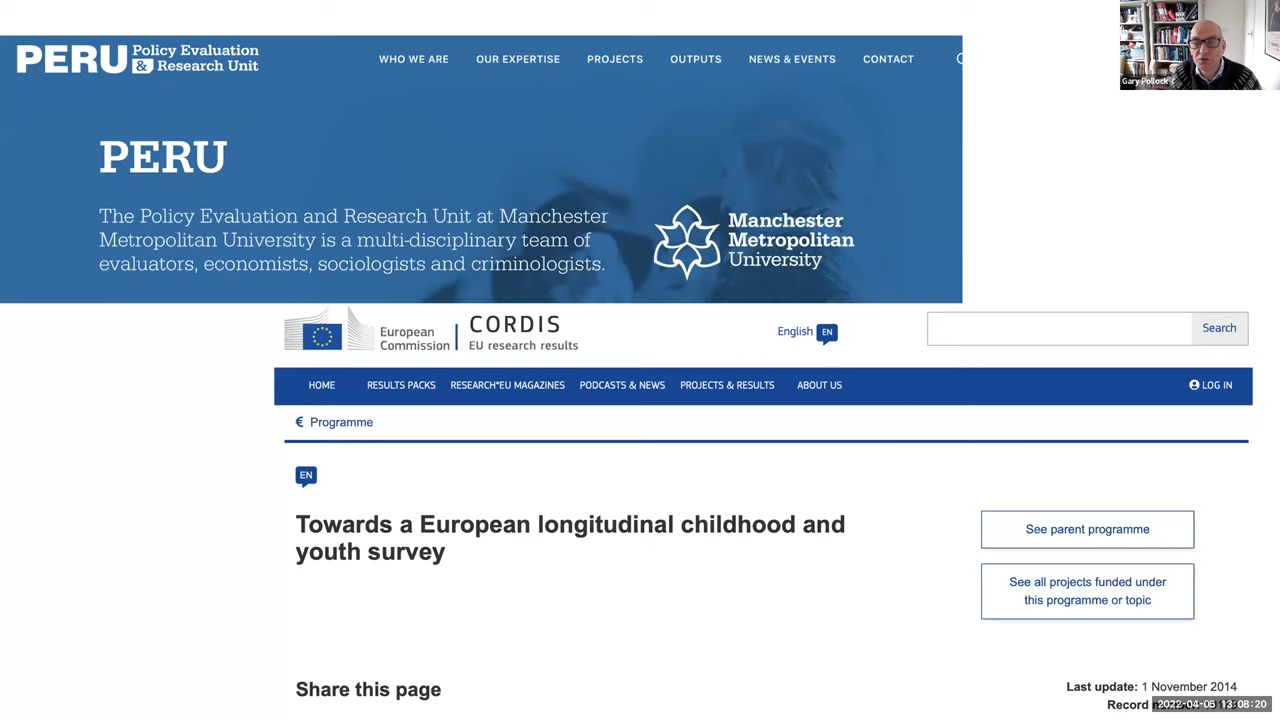 PERU Policy Evaluation
& Research Unit
WHO WE ARE OUR EXPERTISE PROJECTS OUTPUTS NEWS & EVENTS CONTACT
Gary Pollock
PERU
The Policy Evaluation and Research Unit at Manchester
Metropolitan University is a multi-disciplinary team of
evaluators, economists, sociologists and criminologists.
Manchester
Metropolitan
University
European
Commission
CORDIS
EU research results
English EN
Search
HOME RESULTS PACKS RESEARCH*EU MAGAZINES PODCASTS & NEWS PROJECTS & RESULTS ABOUT US LOG IN
€ Programme
EN
Towards a European longitudinal childhood and
youth survey
See parent programme
See all projects funded under
this programme or topic
Share this page
Last update: 1 November 2014
Record
2022-04-05 13:08:20